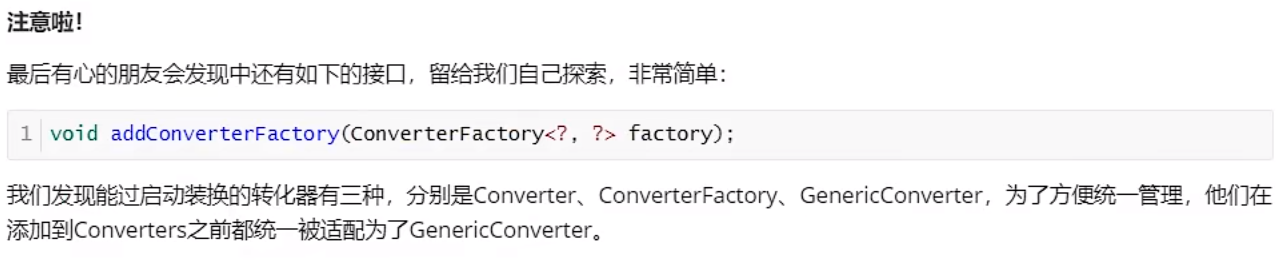 注意啦！
最后有心的朋友会发现中还有如下的接口，留给我们自己探索，非常简单：
1 void addConverterFactory(ConverterFactory<?, ?> factory);
我们发现能过启动装换的转化器有三种，分别是Converter、ConverterFactory、GenericConverter，为了方便统一管理，他们在
添加到Converters之前都统一被适配为了GenericConverter。